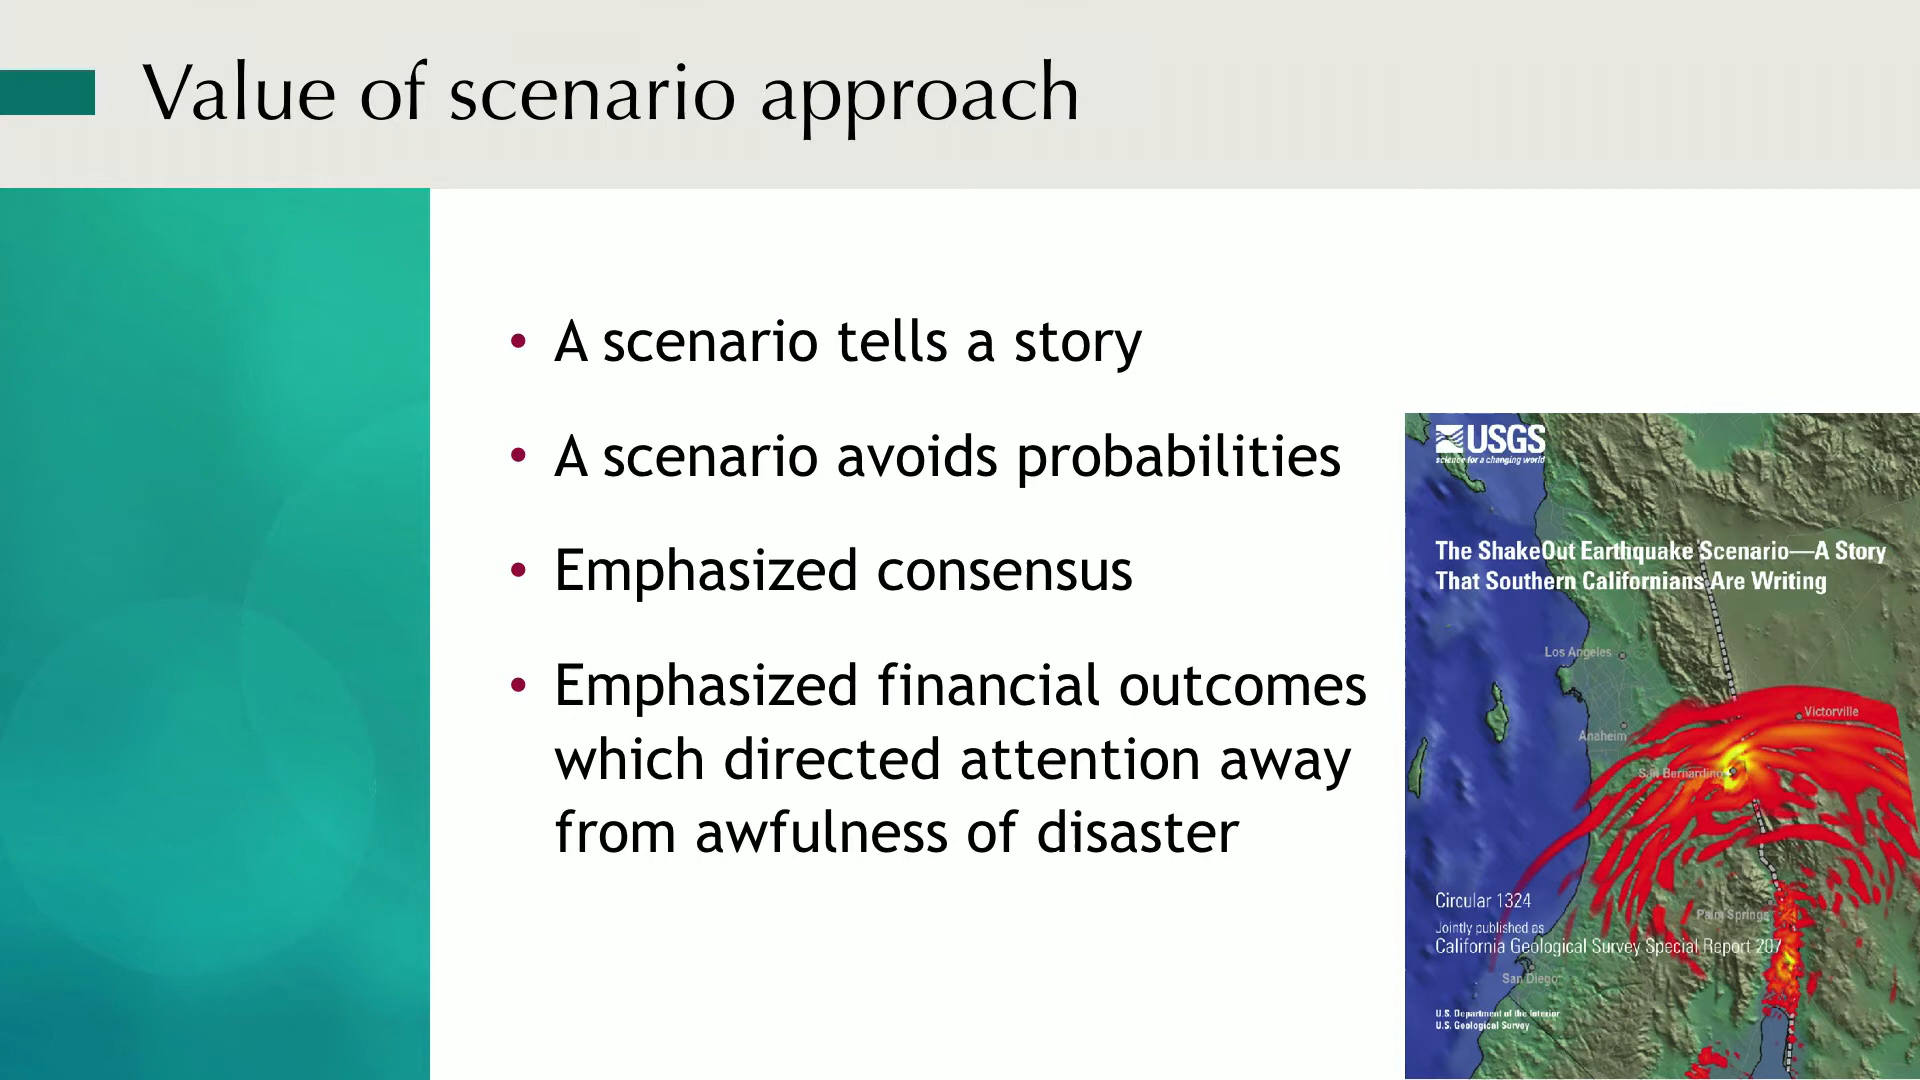 Value of scenario approach
• A scenario tells a story
• A scenario avoids probabilities
• Emphasized consensus
• Emphasized financial outcomes
which directed attention away
from awfulness of disaster
USGS
science for a changing world
The ShakeOut Earthquake Scenario—A Story
That Southern Californians Are Writing
Los Angeles
Victorville
Anaheim
San Bernardino
Palm Springs
San Diego
Circular 1324
Jointly published as
California Geological Survey Special Report 207
U.S. Department of the Interior
U.S. Geological Survey